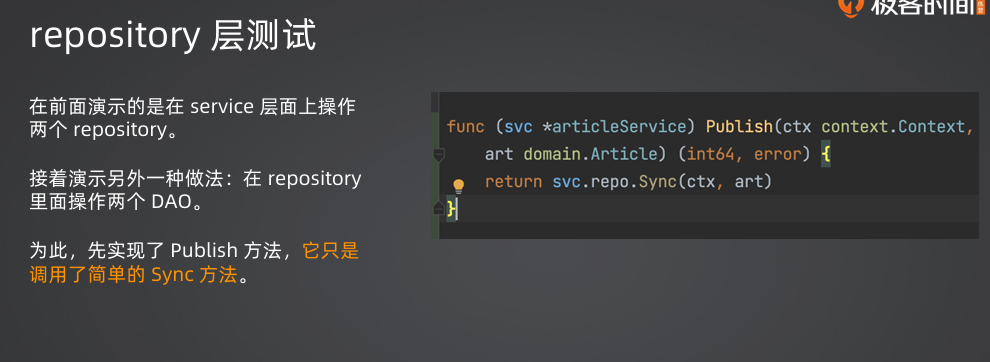 极客时间
repository 层测试
在前面演示的是在 service 层面上操作
两个 repository。
接着演示另外一种做法：在 repository
里面操作两个 DAO。
为此，先实现了 Publish 方法，它只是
调用了简单的 Sync 方法。
func (svc *articleService) Publish(ctx context.Context,
art domain.Article) (int64, error) {
return svc.repo.Sync(ctx, art)
}